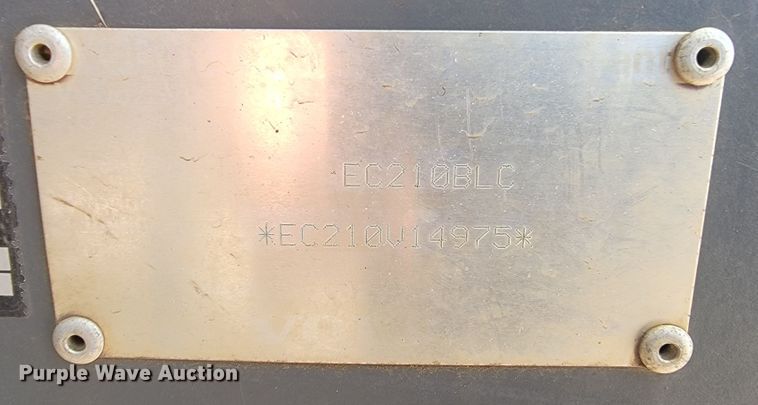 EC210BLC
*EC210V14975*
Purple Wave Auction